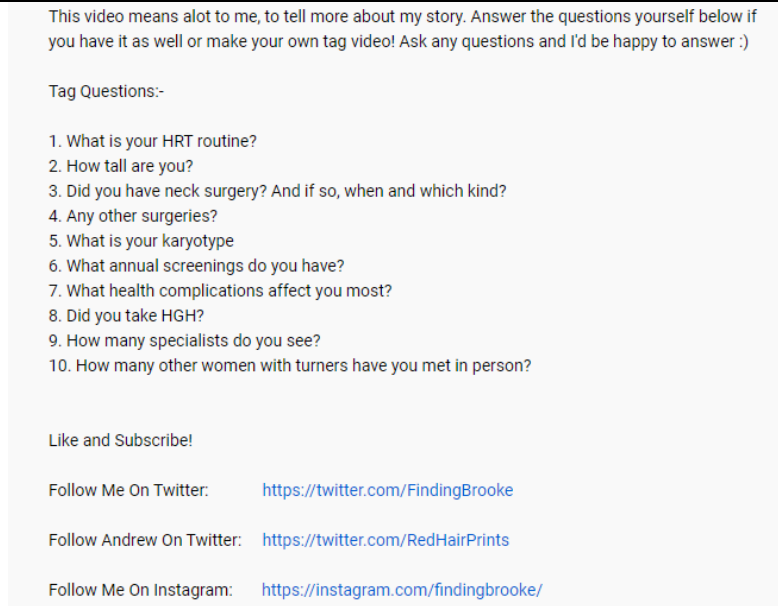 This video means alot to me, to tell more about my story. Answer the questions yourself below if
you have it as well or make your own tag video! Ask any questions and I'd be happy to answer :)
Tag Questions:-
1. What is your HRT routine?
2. How tall are you?
3. Did you have neck surgery? And if so, when and which kind?
4. Any other surgeries?
5. What is your karyotype
6. What annual screenings do you have?
7. What health complications affect you most?
8. Did you take HGH?
9. How many specialists do you see?
10. How many other women with turners have you met in person?
Like and Subscribe!
Follow Me On Twitter: https://twitter.com/FindingBrooke
Follow Andrew On Twitter: https://twitter.com/RedHairPrints
Follow Me On Instagram: https://instagram.com/findingbrooke/